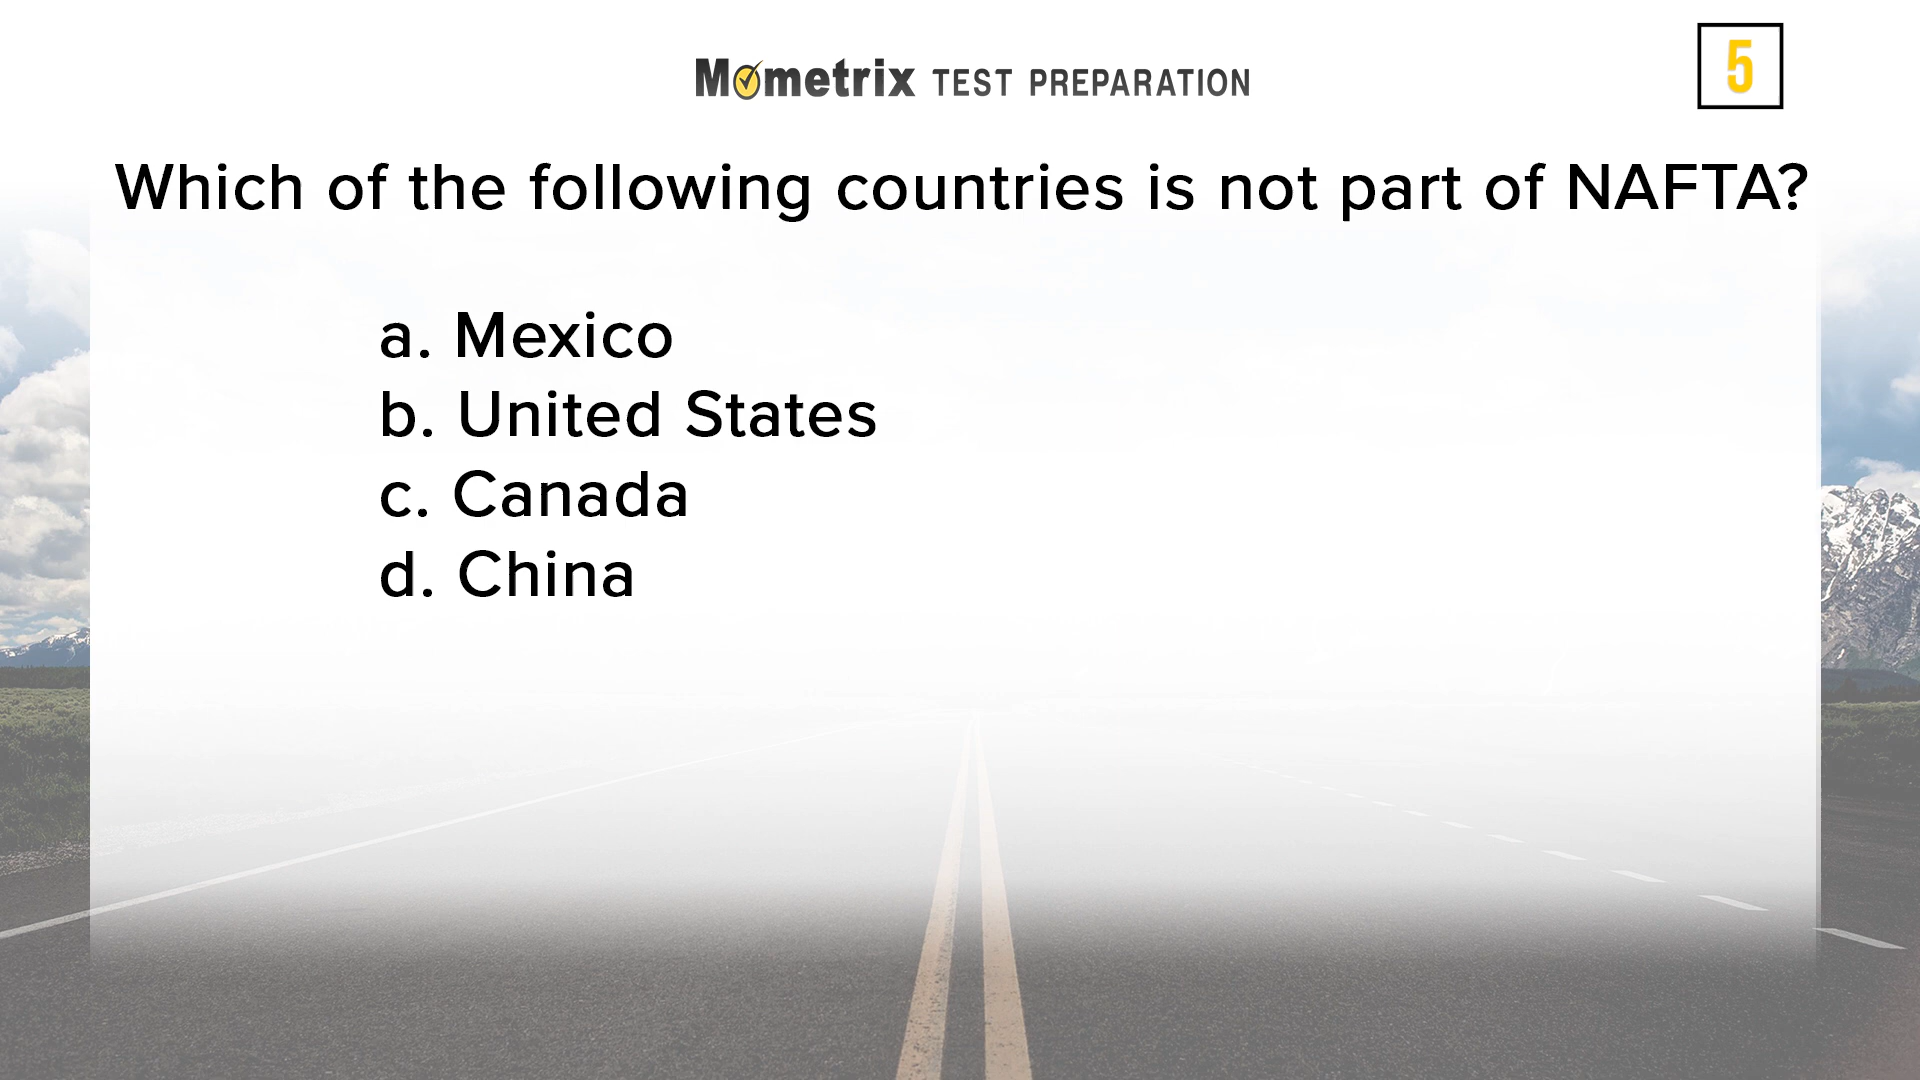 Mometrix TEST PREPARATION
5
Which of the following countries is not part of NAFTA?
a. Mexico
b. United States
c. Canada
d. China